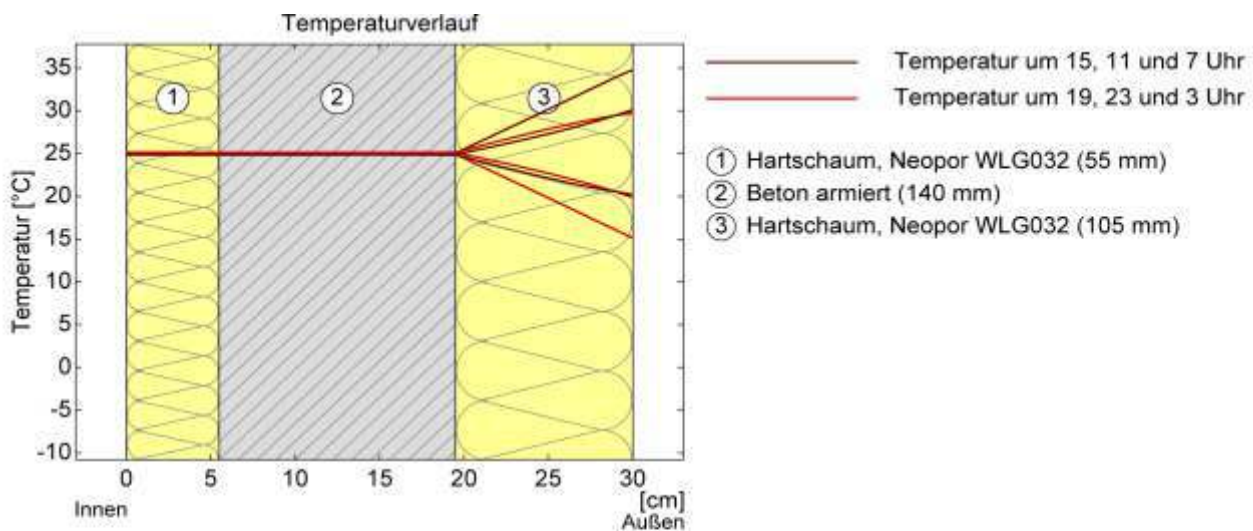 Temperaturverlauf
Temperatur [°C]
35
30
25
20
15
10
5
0
-5
-10
1
2
3
0
5
10
15
20
25
30
[cm]
Innen
Außen
Temperatur um 15, 11 und 7 Uhr
Temperatur um 19, 23 und 3 Uhr
1 Hartschaum, Neopor WLG032 (55 mm)
2 Beton armiert (140 mm)
3 Hartschaum, Neopor WLG032 (105 mm)